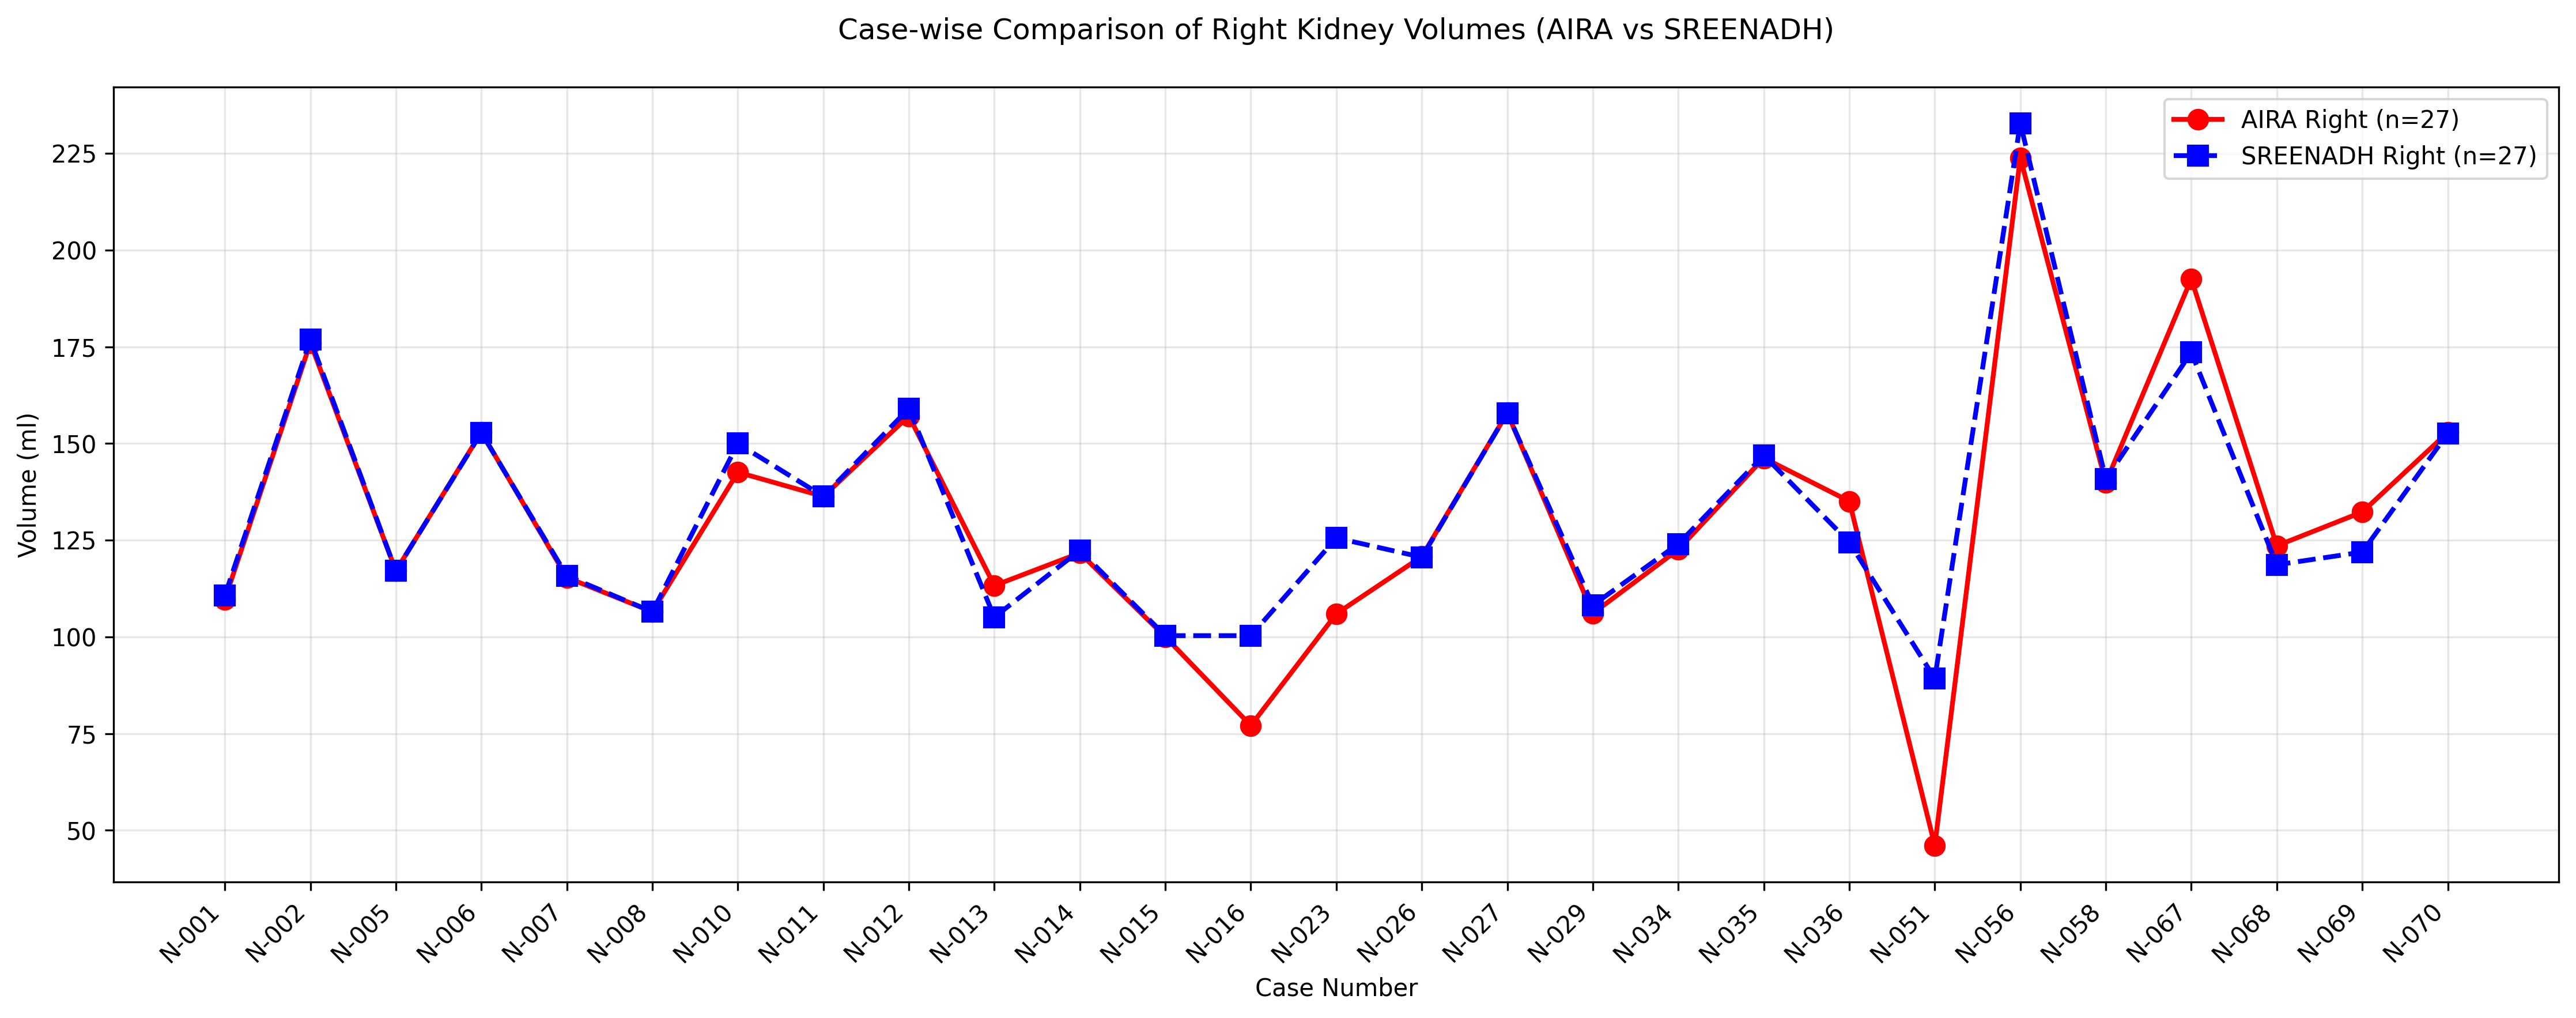 Case-wise Comparison of Right Kidney Volumes (AIRA vs SREENADH)
AIRA Right (n=27)
SREENADH Right (n=27)
Volume (ml)
225
200
175
150
125
100
75
50
N-001
N-002
N-005
N-006
N-007
N-008
N-010
N-011
N-012
N-013
N-014
N-015
N-016
N-023
N-026
N-027
N-029
N-034
N-035
N-036
N-051
N-056
N-058
N-067
N-068
N-069
N-070
Case Number